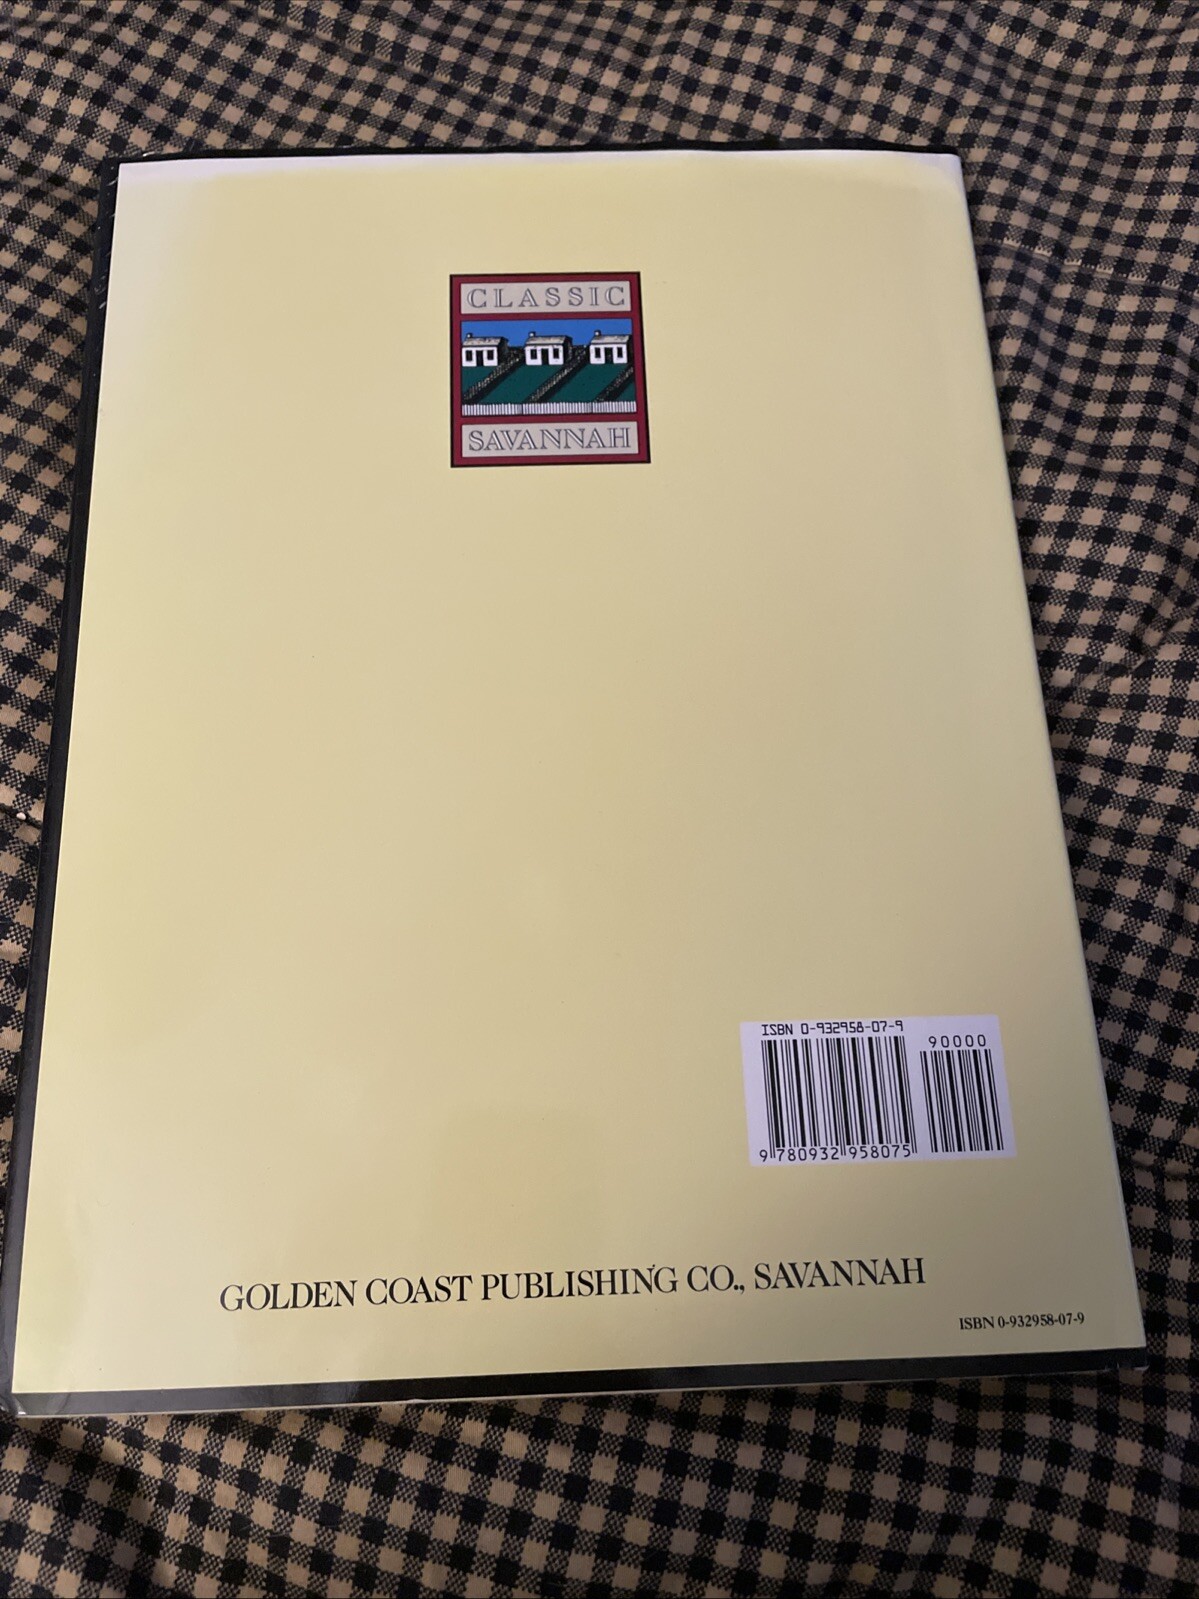 CLASSIC
SAVANNAH
ISBN 0-932958-07-9
90000
9 780932 958075
GOLDEN COAST PUBLISHING CO., SAVANNAH
ISBN 0-932958-07-9